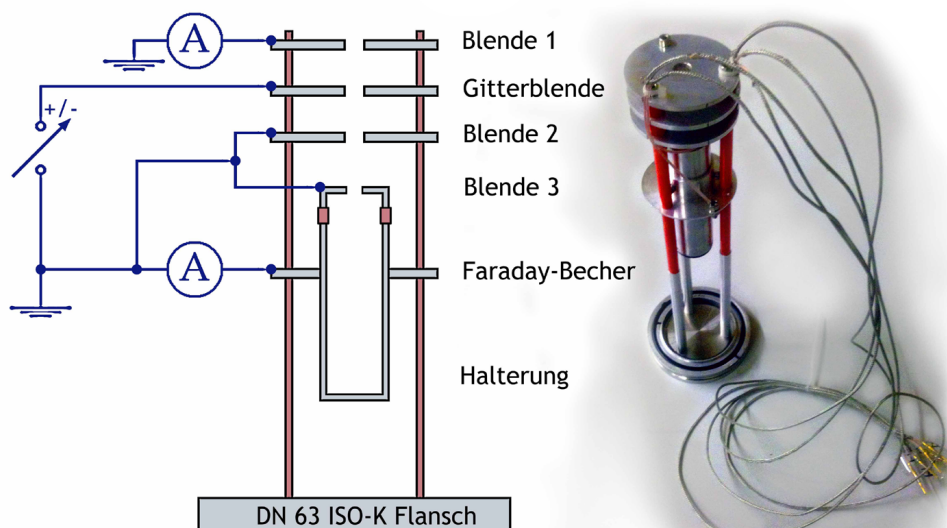 A
Blende 1
+/-
Gitterblende
Blende 2
Blende 3
A
Faraday-Becher
Halterung
DN 63 ISO-K Flansch